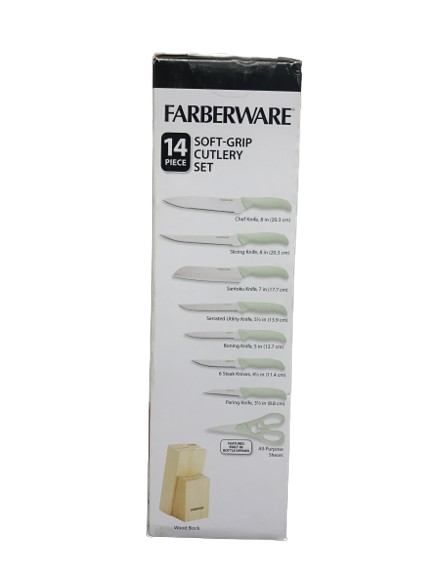 FARBERWARE
14
PIECE
SOFT-GRIP
CUTLERY
SET
Chef Knife, 8 in (20.3 cm)
Slicing Knife, 8 in (20.3 cm)
Santoku Knife, 7 in (17.7 cm)
Serrated Utility Knife, 5½ in (13.9 cm)
Boning Knife, 5 in (12.7 cm)
6 Steak Knives, 4½ in (11.4 cm)
Paring Knife, 3½ in (8.8 cm)
FEATURES
BUILT IN
BOTTLE OPENER
All-Purpose
Shears
Wood Block